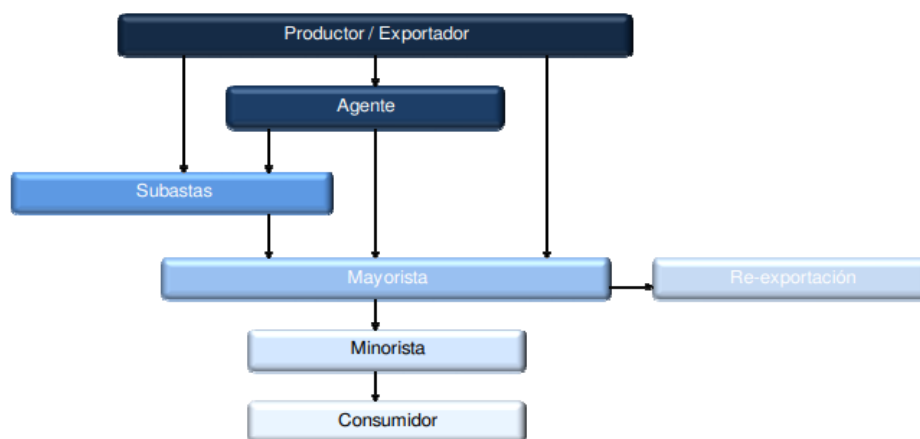 Productor / Exportador
Agente
Subastas
Mayorista
Re-exportación
Minorista
Consumidor